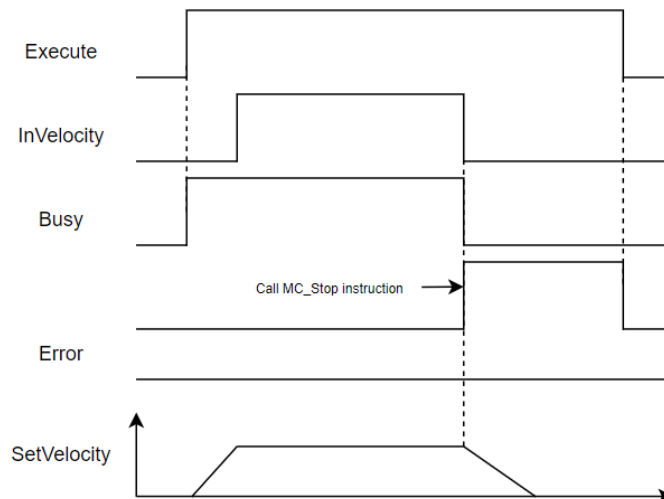 Execute
InVelocity
Busy
Call MC_Stop instruction
Error
SetVelocity